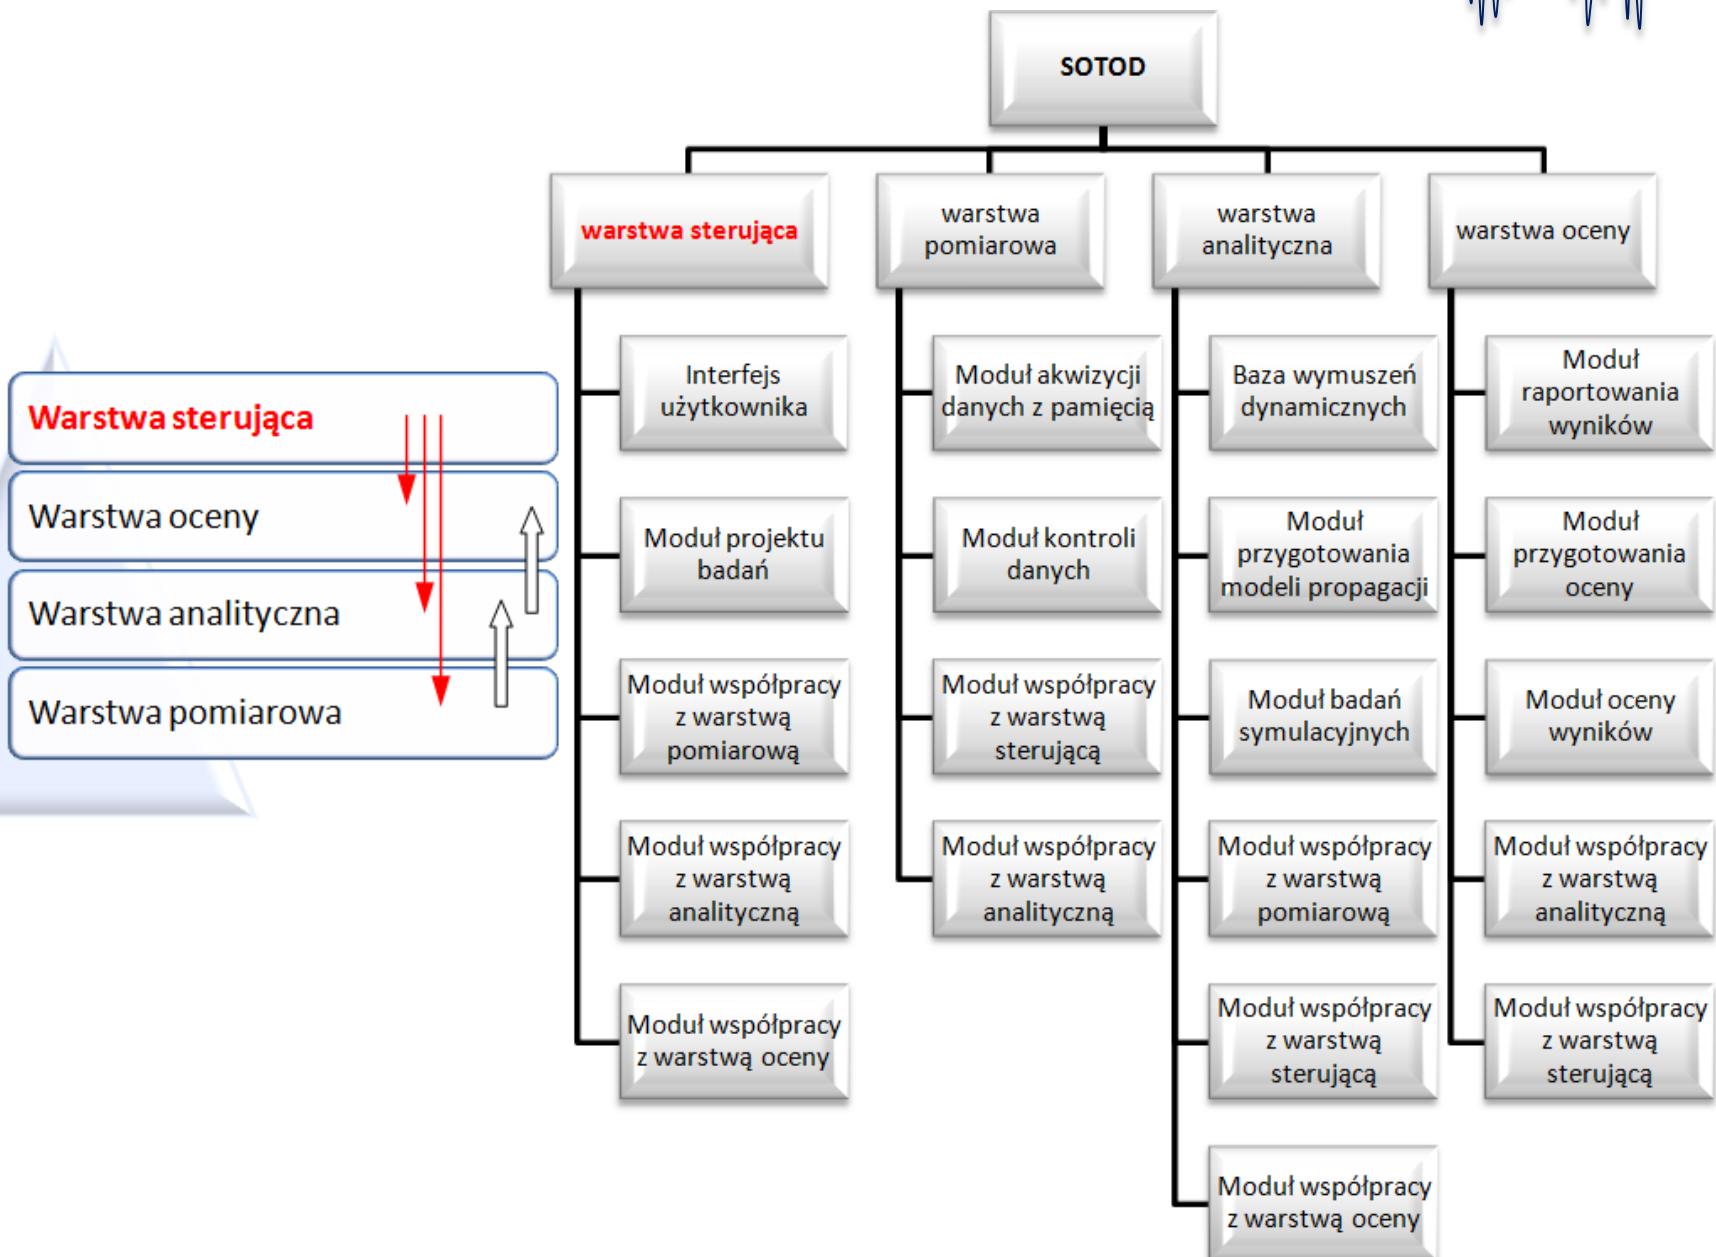 SOTOD
warstwa sterująca
warstwa
pomiarowa
warstwa
analityczna
warstwa oceny
Warstwa sterująca
Warstwa oceny
Warstwa analityczna
Warstwa pomiarowa
Interfejs
użytkownika
Moduł projektu
badań
Moduł współpracy
z warstwą
pomiarową
Moduł współpracy
z warstwą
analityczną
Moduł współpracy
z warstwą oceny
Moduł akwizycji
danych z pamięcią
Moduł kontroli
danych
Moduł współpracy
z warstwą
sterującą
Moduł współpracy
z warstwą
analityczną
Baza wymuszeń
dynamicznych
Moduł
przygotowania
modeli propagacji
Moduł badań
symulacyjnych
Moduł współpracy
z warstwą
pomiarową
Moduł współpracy
z warstwą
sterującą
Moduł współpracy
z warstwą oceny
Moduł
raportowania
wyników
Moduł
przygotowania
oceny
Moduł oceny
wyników
Moduł współpracy
z warstwą
analityczną
Moduł współpracy
z warstwą
sterującą